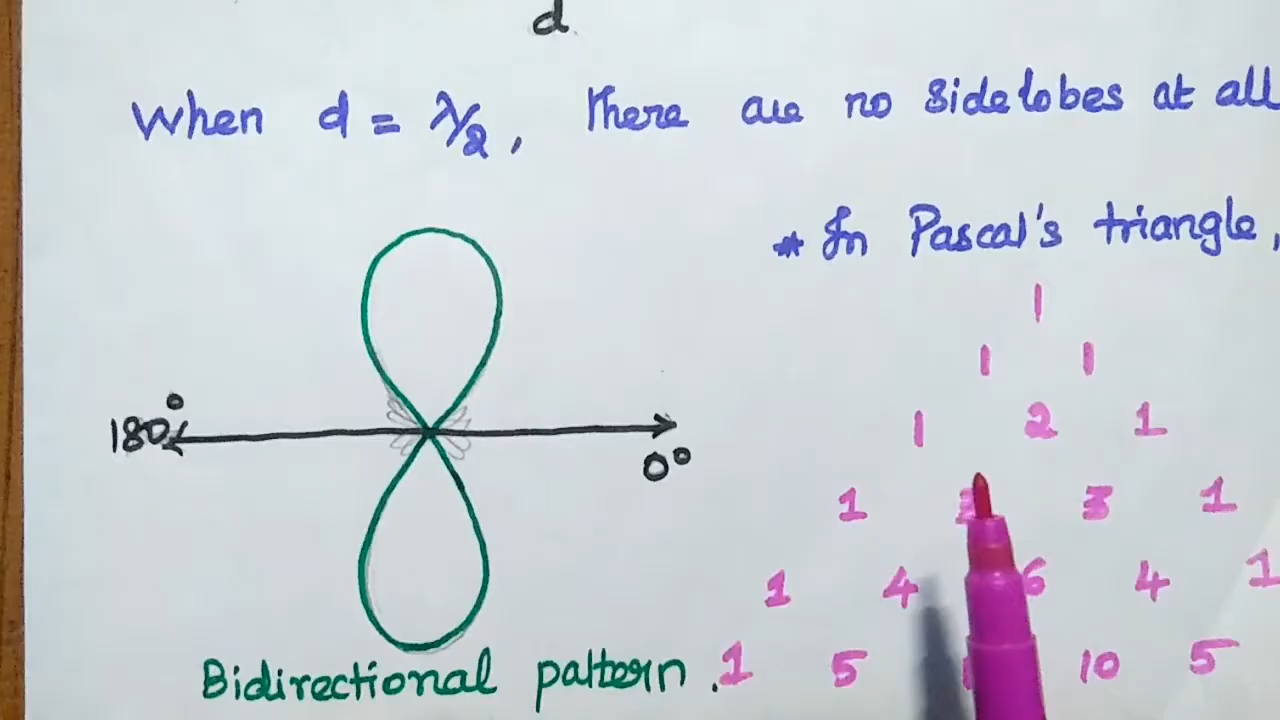 d
When d = λ/2, there are no sidelobes at all
* In Pascal's triangle,
1
1 1
1 2 1
180° 0°
1 3 3 1
1 4 6 4 1
1 5 10 5
Bidirectional pattern.